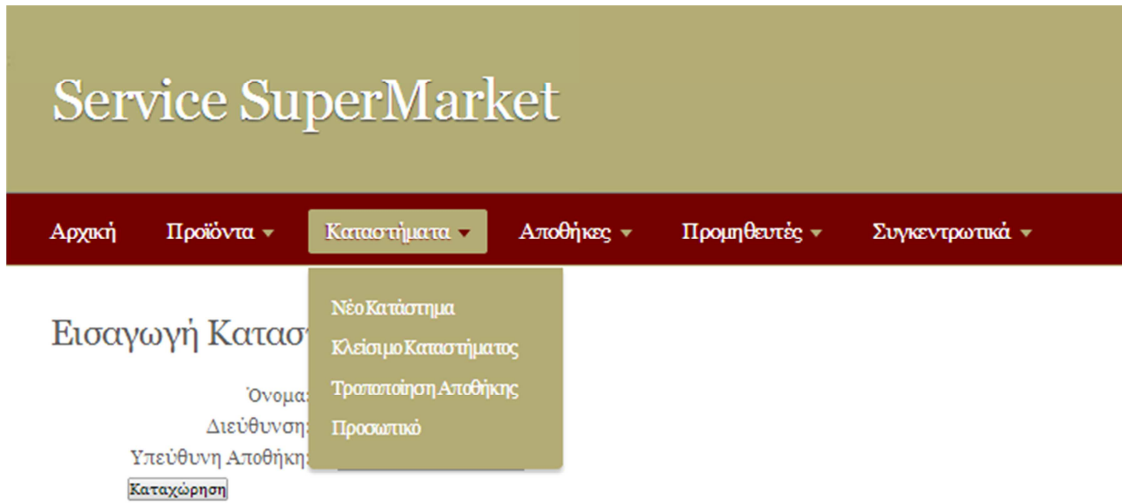 Service SuperMarket
Αρχική Προϊόντα Καταστήματα Αποθήκες Προμηθευτές Συγκεντρωτικά
Νέο Κατάστημα
Κλείσιμο Καταστήματος
Τροποποίηση Αποθήκης
Προσωπικό
Εισαγωγή
Όνομα:
Διεύθυνση:
Υπεύθυνη Αποθήκη:
Καταχώρηση